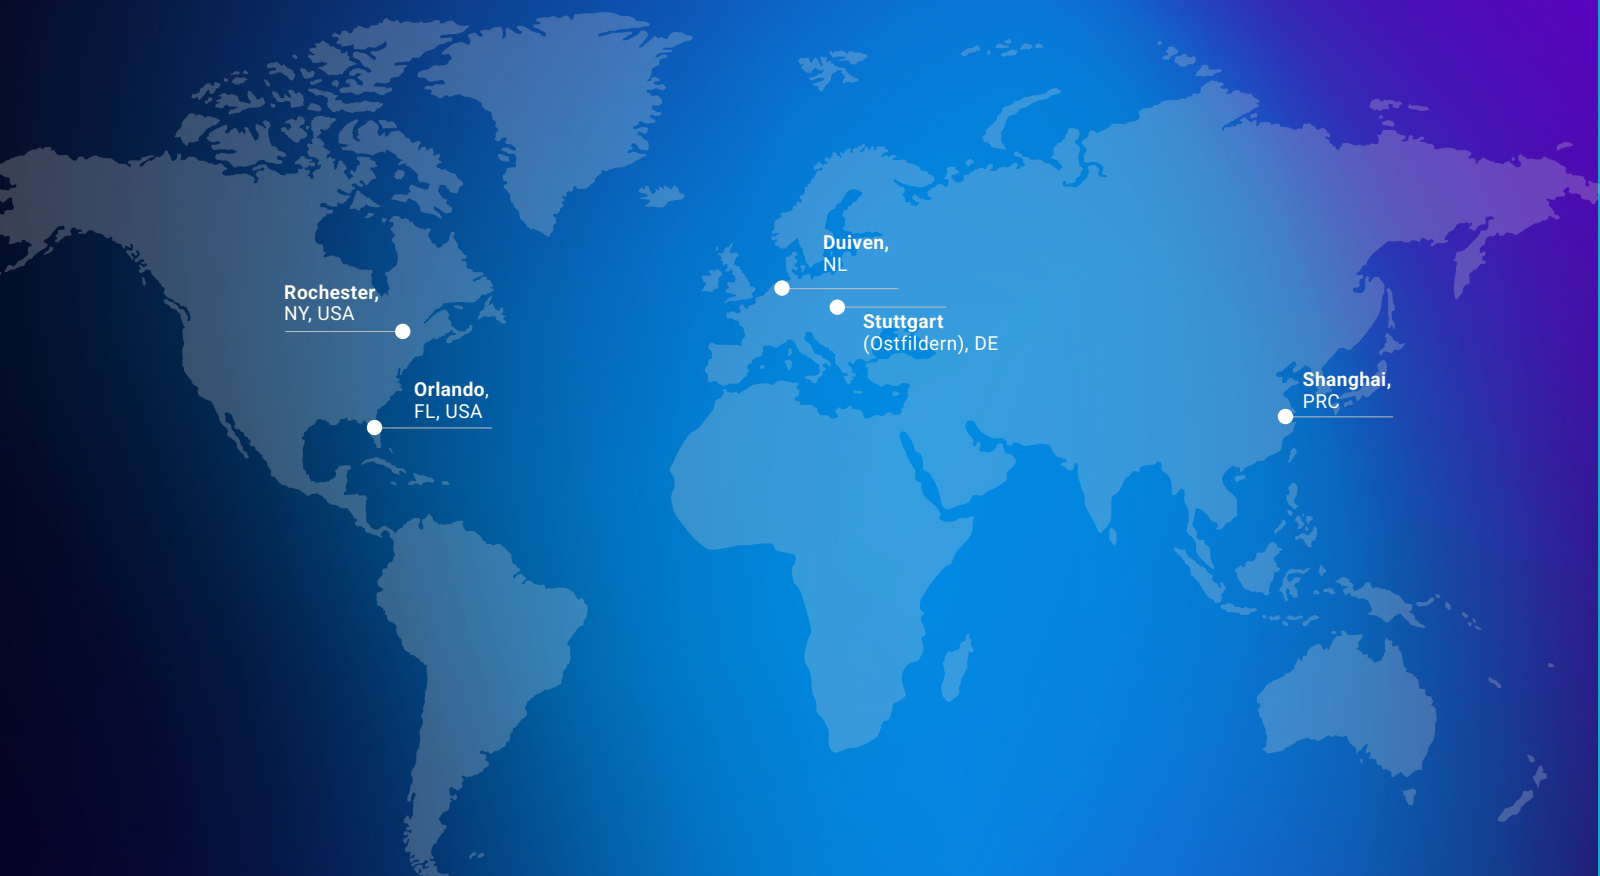 Duiven,
NL
Rochester,
NY, USA
Stuttgart
(Ostfildern), DE
Orlando,
FL, USA
Shanghai,
PRC